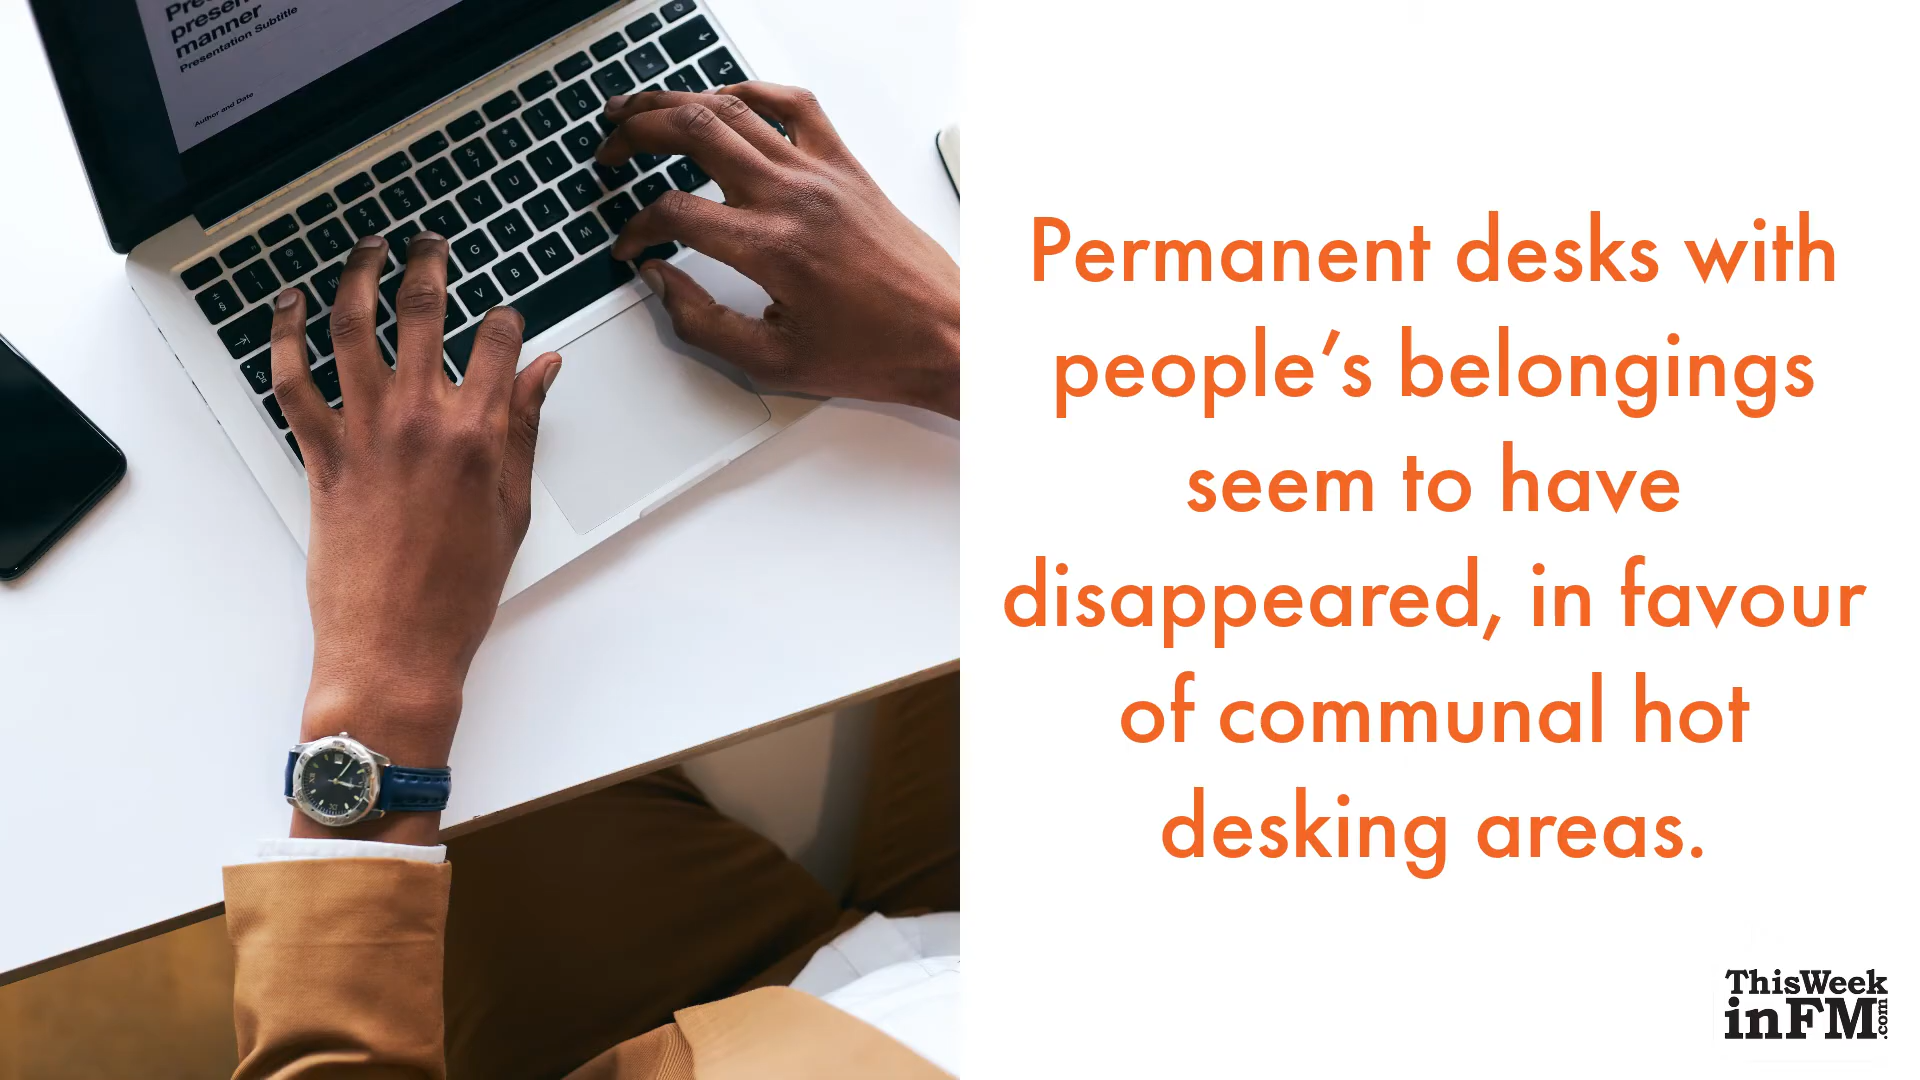 presen
manner
Presentation Subtitle
Author and Date
Permanent desks with
people's belongings
seem to have
disappeared, in favour
of communal hot
desking areas.
ThisWeek
inFM.com